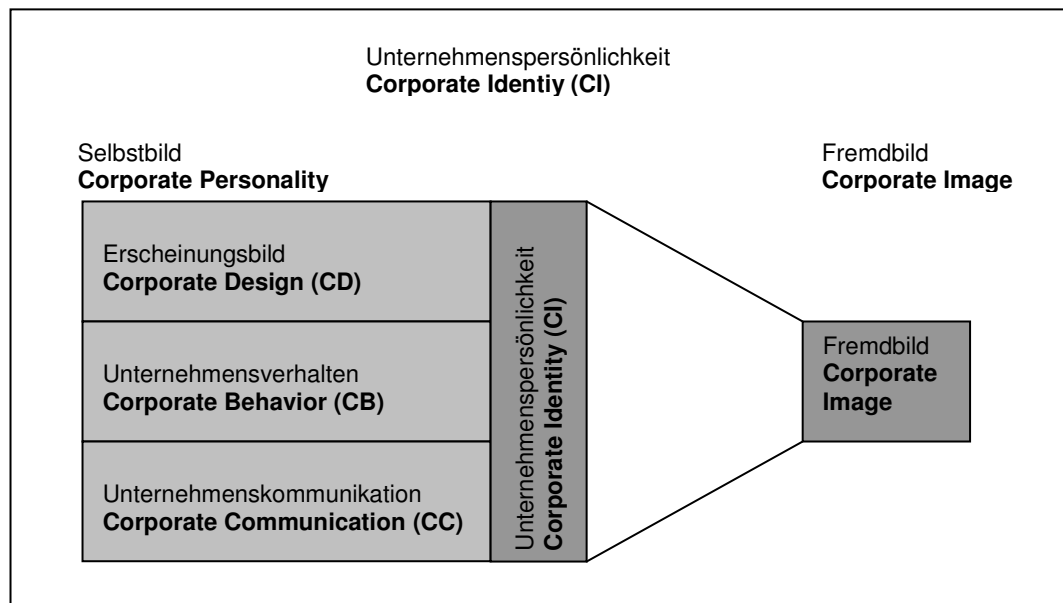 Unternehmenspersönlichkeit
Corporate Identiy (CI)
Selbstbild
Corporate Personality
Fremdbild
Corporate Image
Erscheinungsbild
Corporate Design (CD)
Unternehmensverhalten
Corporate Behavior (CB)
Unternehmenskommunikation
Corporate Communication (CC)
Unternehmenspersönlichkeit
Corporate Identity (CI)
Fremdbild
Corporate
Image